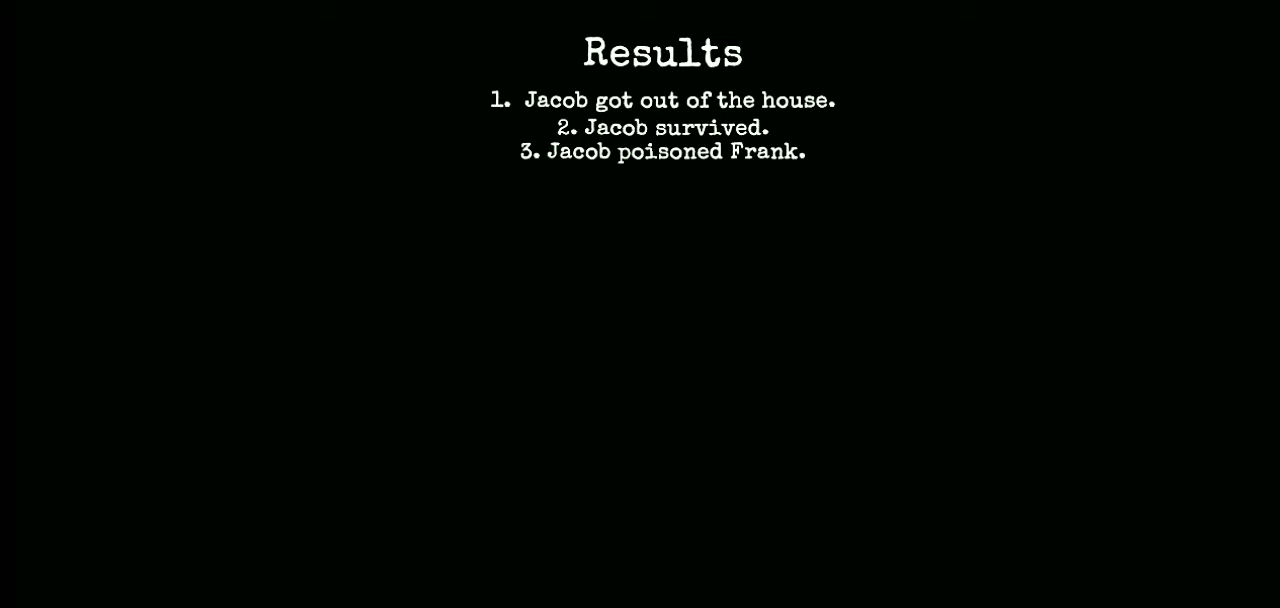 Results
1. Jacob got out of the house.
2. Jacob survived.
3. Jacob poisoned Frank.